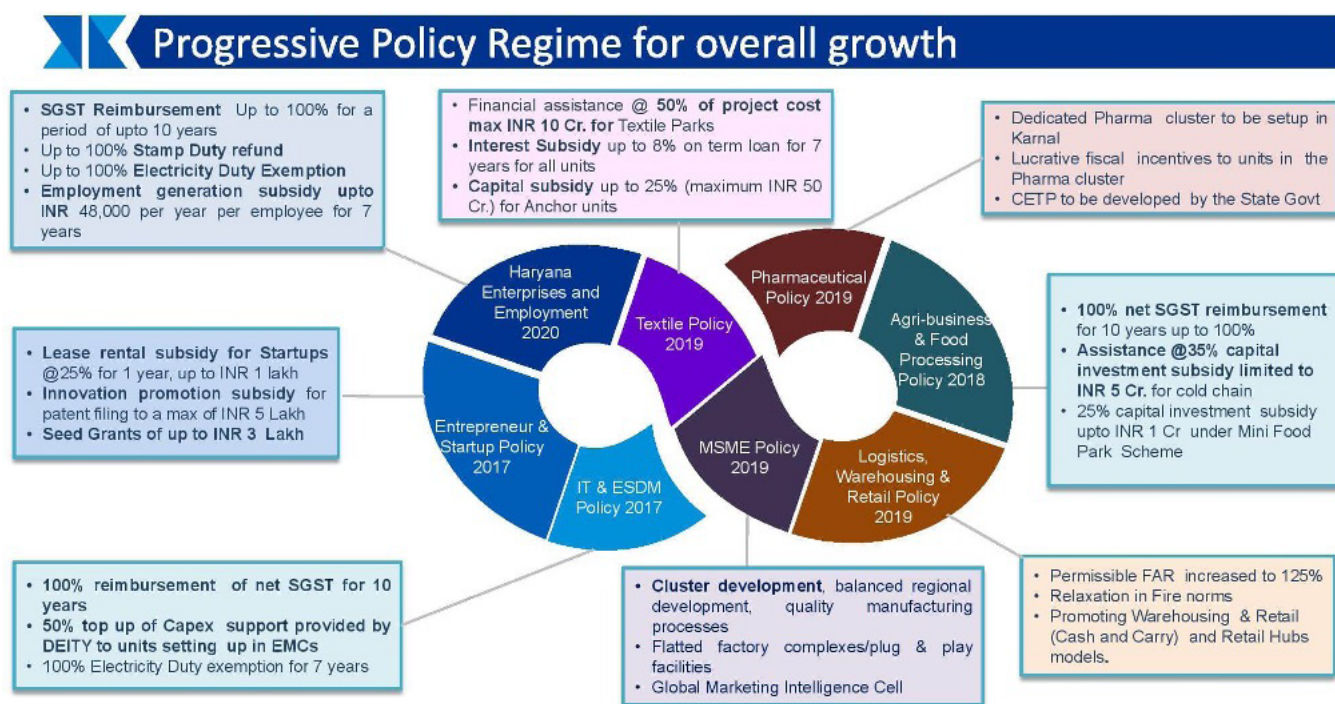 Progressive Policy Regime for overall growth
• SGST Reimbursement Up to 100% for a
period of upto 10 years
• Up to 100% Stamp Duty refund
• Up to 100% Electricity Duty Exemption
• Employment generation subsidy upto
INR 48,000 per year per employee for 7
years
• Financial assistance @ 50% of project cost
max INR 10 Cr. for Textile Parks
• Interest Subsidy up to 8% on term loan for 7
years for all units
• Capital subsidy up to 25% (maximum INR 50
Cr.) for Anchor units
• Dedicated Pharma cluster to be setup in
Karnal
• Lucrative fiscal incentives to units in the
Pharma cluster
• CETP to be developed by the State Govt
Haryana
Enterprises and
Employment
2020
Textile Policy
2019
Pharmaceutical
Policy 2019
Agri-business
& Food
Processing
Policy 2018
• Lease rental subsidy for Startups
@25% for 1 year, up to INR 1 lakh
• Innovation promotion subsidy for
patent filing to a max of INR 5 Lakh
• Seed Grants of up to INR 3 Lakh
• 100% net SGST reimbursement
for 10 years up to 100%
• Assistance @35% capital
investment subsidy limited to
INR 5 Cr. for cold chain
• 25% capital investment subsidy
upto INR 1 Cr under Mini Food
Park Scheme
Entrepreneur &
Startup Policy
2017
IT & ESDM
Policy 2017
MSME Policy
2019
Logistics,
Warehousing &
Retail Policy
2019
• 100% reimbursement of net SGST for 10
years
• 50% top up of Capex support provided by
DEITY to units setting up in EMCs
• 100% Electricity Duty exemption for 7 years
• Cluster development, balanced regional
development, quality manufacturing
processes
• Flatted factory complexes/plug & play
facilities
• Global Marketing Intelligence Cell
• Permissible FAR increased to 125%
• Relaxation in Fire norms
• Promoting Warehousing & Retail
(Cash and Carry) and Retail Hubs
models.